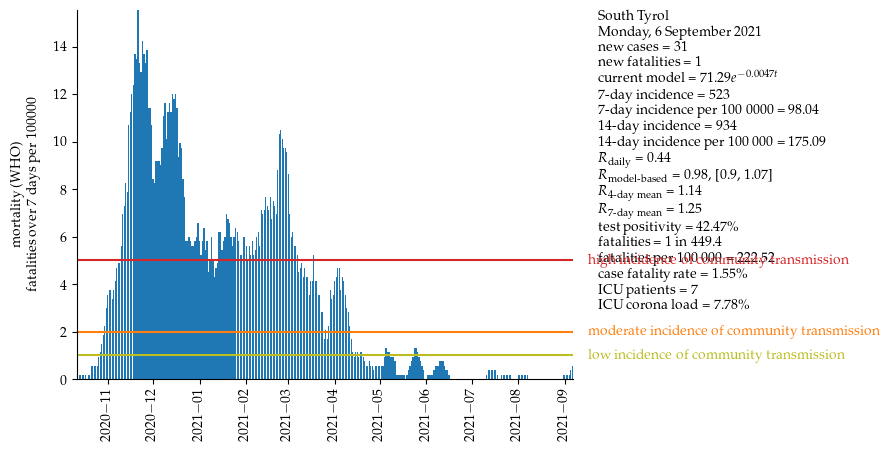 South Tyrol
Monday, 6 September 2021
new cases = 31
new fatalities = 1
current model = 71.29e^{−0.0047t}
7-day incidence = 523
7-day incidence per 100 0000 = 98.04
14-day incidence = 934
14-day incidence per 100 000 = 175.09
R_daily = 0.44
R_model-based = 0.98, [0.9, 1.07]
R_4-day mean = 1.14
R_7-day mean = 1.25
test positivity = 42.47%
fatalities = 1 in 449.4
fatalities per 100 000 = 222.52
high incidence of community transmission
case fatality rate = 1.55%
ICU patients = 7
ICU corona load = 7.78%
moderate incidence of community transmission
low incidence of community transmission
mortality (WHO)
fatalities over 7 days per 100000
14
12
10
8
6
4
2
0
2020−11
2020−12
2021−01
2021−02
2021−03
2021−04
2021−05
2021−06
2021−07
2021−08
2021−09